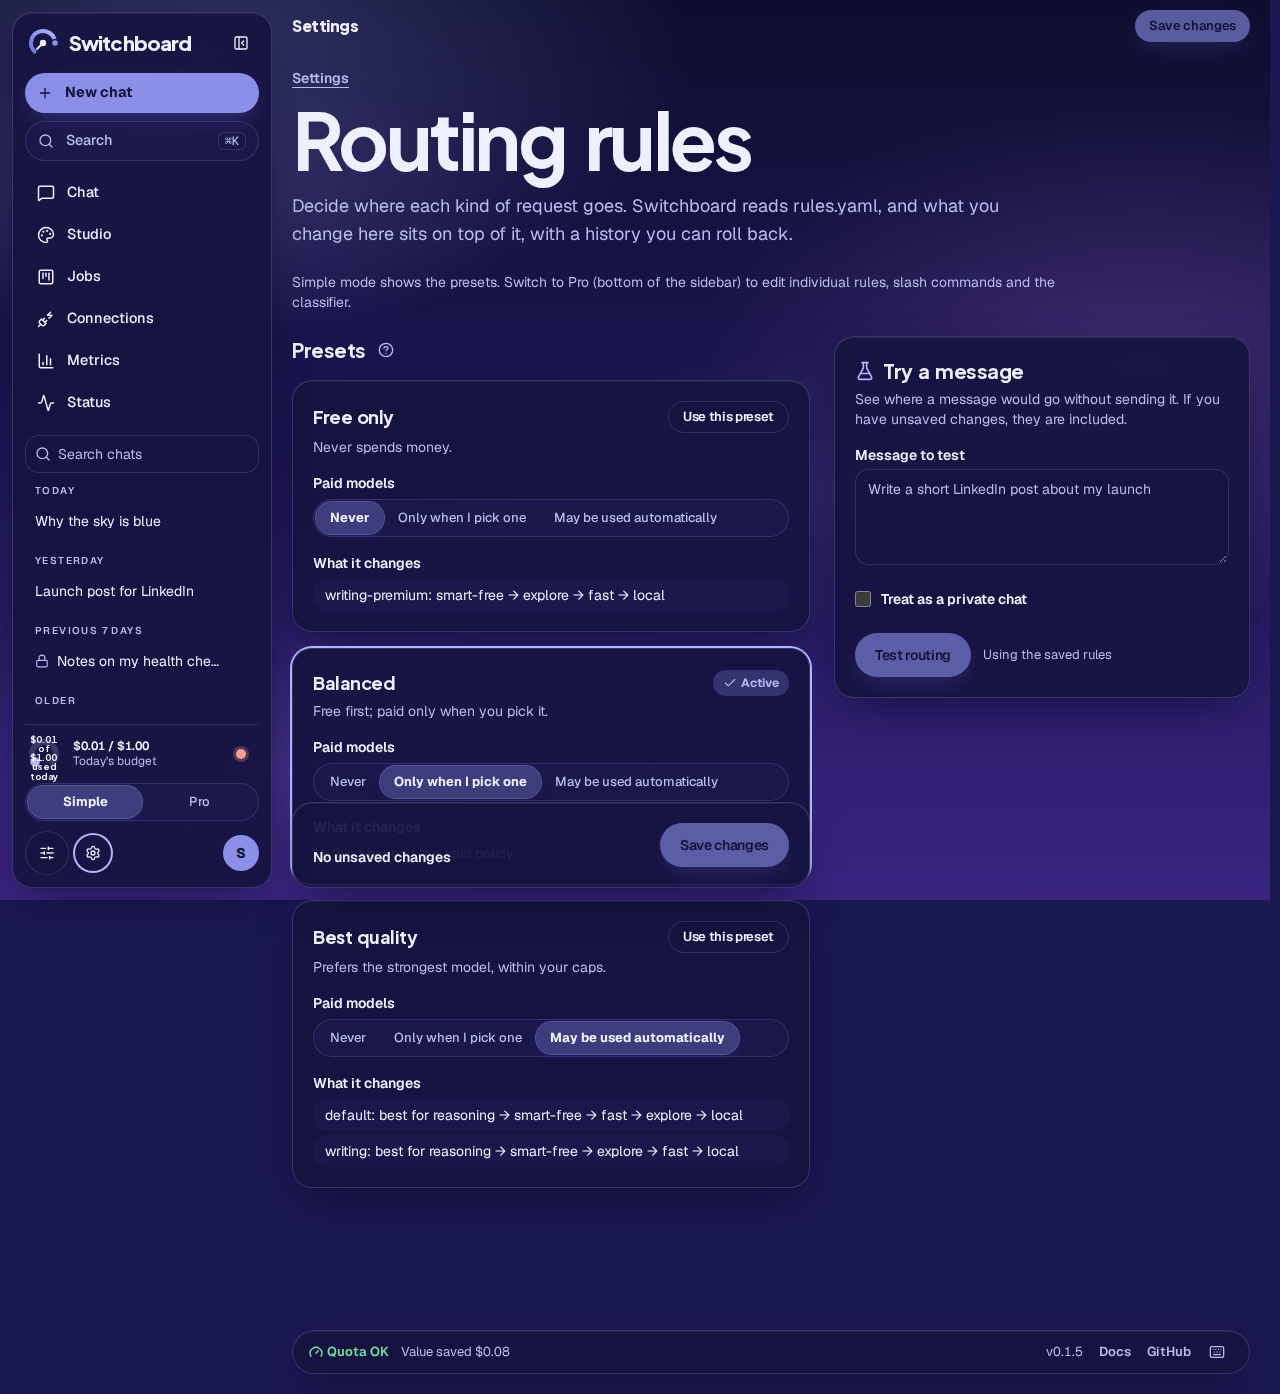 Switchboard
New chat
Search ⌘K
Chat
Studio
Jobs
Connections
Metrics
Status
Search chats
TODAY
Why the sky is blue
YESTERDAY
Launch post for LinkedIn
PREVIOUS 7 DAYS
Notes on my health che…
OLDER
$0.01 of $1.00 used today
$0.01 / $1.00
Today's budget
Simple Pro
S
Settings
Save changes
Settings
Routing rules
Decide where each kind of request goes. Switchboard reads rules.yaml, and what you
change here sits on top of it, with a history you can roll back.
Simple mode shows the presets. Switch to Pro (bottom of the sidebar) to edit individual rules, slash commands and the
classifier.
Presets
Free only
Use this preset
Never spends money.
Paid models
Never Only when I pick one May be used automatically
What it changes
writing-premium: smart-free → explore → fast → local
Balanced
Active
Free first; paid only when you pick it.
Paid models
Never Only when I pick one May be used automatically
What it changes
paid policy.
No unsaved changes
Save changes
Best quality
Use this preset
Prefers the strongest model, within your caps.
Paid models
Never Only when I pick one May be used automatically
What it changes
default: best for reasoning → smart-free → fast → explore → local
writing: best for reasoning → smart-free → explore → fast → local
Try a message
See where a message would go without sending it. If you
have unsaved changes, they are included.
Message to test
Write a short LinkedIn post about my launch
Treat as a private chat
Test routing
Using the saved rules
Quota OK Value saved $0.08
v0.1.5 Docs GitHub